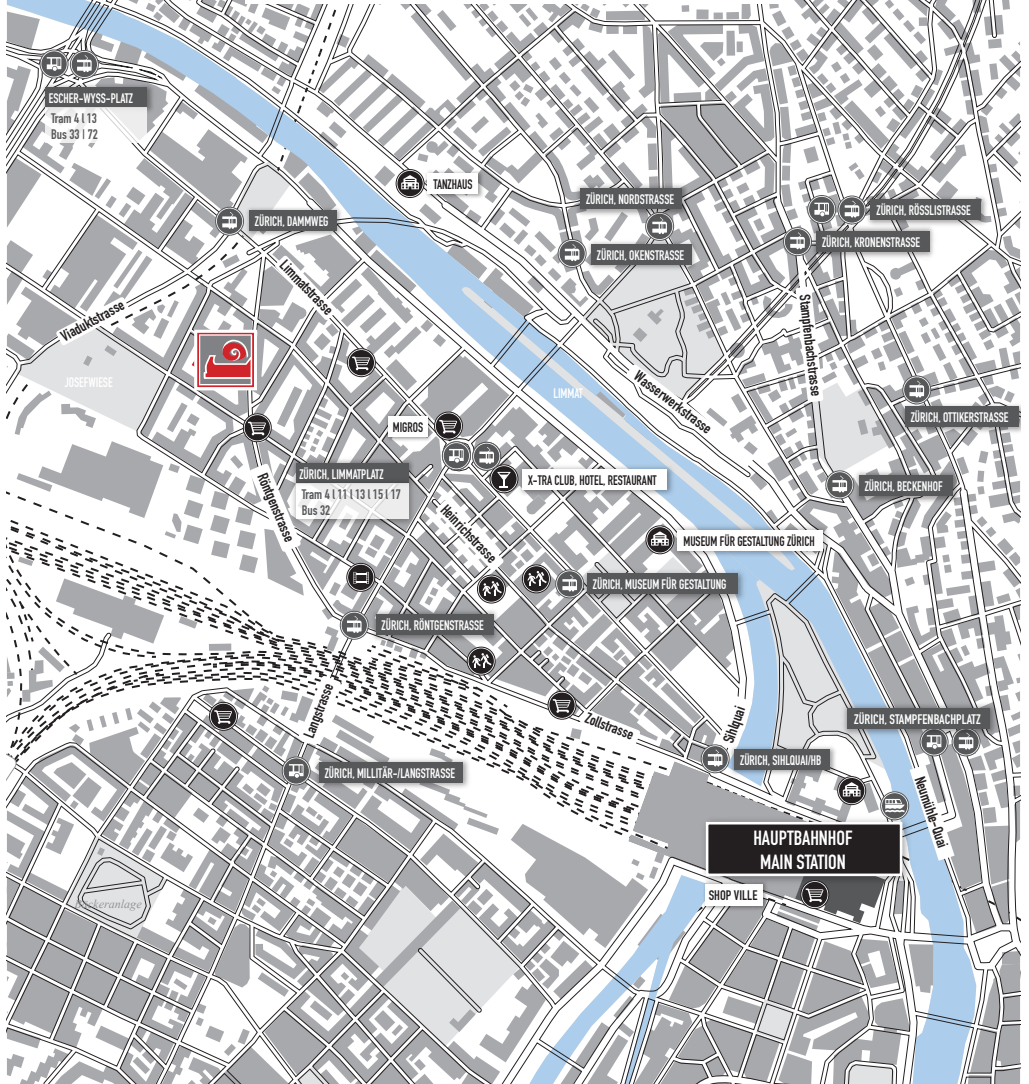 ESCHER-WYSS-PLATZ
Tram 4 | 13
Bus 33 | 72
TANZHAUS
ZÜRICH, NORDSTRASSE
ZÜRICH, RÖSSLISTRASSE
ZÜRICH, DAMMWEG
ZÜRICH, KRONENSTRASSE
ZÜRICH, OKENSTRASSE
Limmatstrasse
Viaduktstrasse
Stampfenbachstrasse
JOSEFWIESE
LIMMAT
Wasserwerkstrasse
ZÜRICH, OTTIKERSTRASSE
MIGROS
ZÜRICH, LIMMATPLATZ
Tram 4 | 11 | 13 | 15 | 17
Bus 32
X-TRA CLUB, HOTEL, RESTAURANT
ZÜRICH, BECKENHOF
Röntgenstrasse
Heinrichstrasse
MUSEUM FÜR GESTALTUNG ZÜRICH
ZÜRICH, MUSEUM FÜR GESTALTUNG
ZÜRICH, RÖNTGENSTRASSE
Langstrasse
Zollstrasse
Sihlquai
ZÜRICH, STAMPFENBACHPLATZ
ZÜRICH, SIHLQUAI/HB
ZÜRICH, MILLITÄR-/LANGSTRASSE
Neumühle-Quai
HAUPTBAHNHOF
MAIN STATION
SHOP VILLE
Bäckeranlage